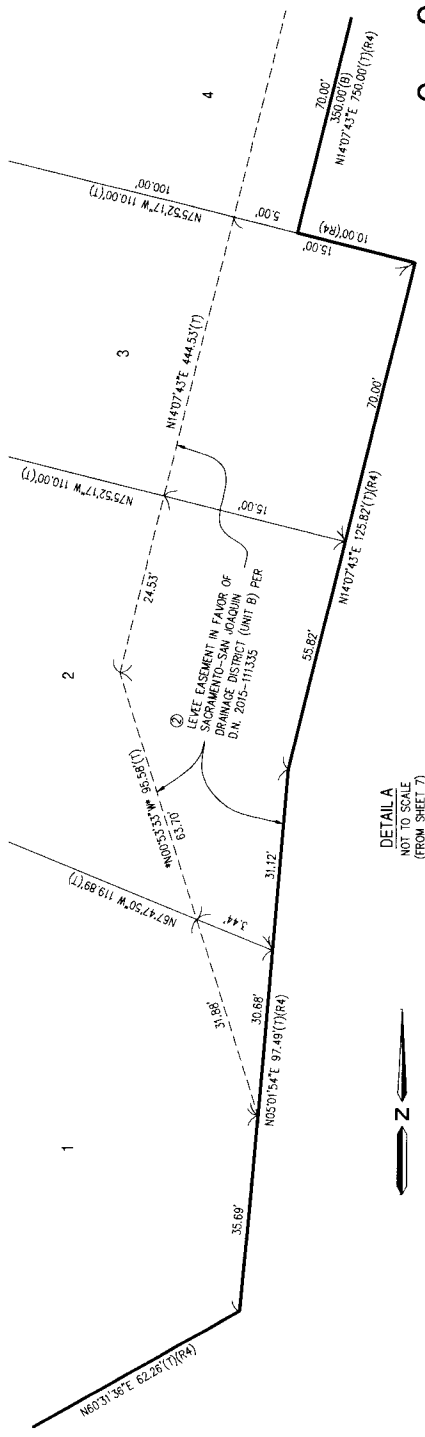 1
2
3
4
N60°31'36"E 62.26'(T)(R4)
35.69'
N05°01'54"E 97.49'(T)(R4)
30.68'
31.12'
31.88'
3.44'
N67°47'50"W 119.89'(T)
*N00°53'33"W* 95.58'(T)
63.70'
24.53'
② LEVEE EASEMENT IN FAVOR OF
SACRAMENTO-SAN JOAQUIN
DRAINAGE DISTRICT (UNIT B) PER
D.N. 2015-111335
55.82'
N14°07'43"E 125.82'(T)(R4)
70.00'
N75°52'17"W 110.00'(T)
15.00'
N14°07'43"E 444.53'(T)
N75°52'17"W 110.00'(T)
100.00'
5.00'
15.00'
10.00'(R4)
70.00'
350.00'(B)
N14°07'43"E 750.00'(T)(R4)
N
DETAIL A
NOT TO SCALE
(FROM SHEET 7)